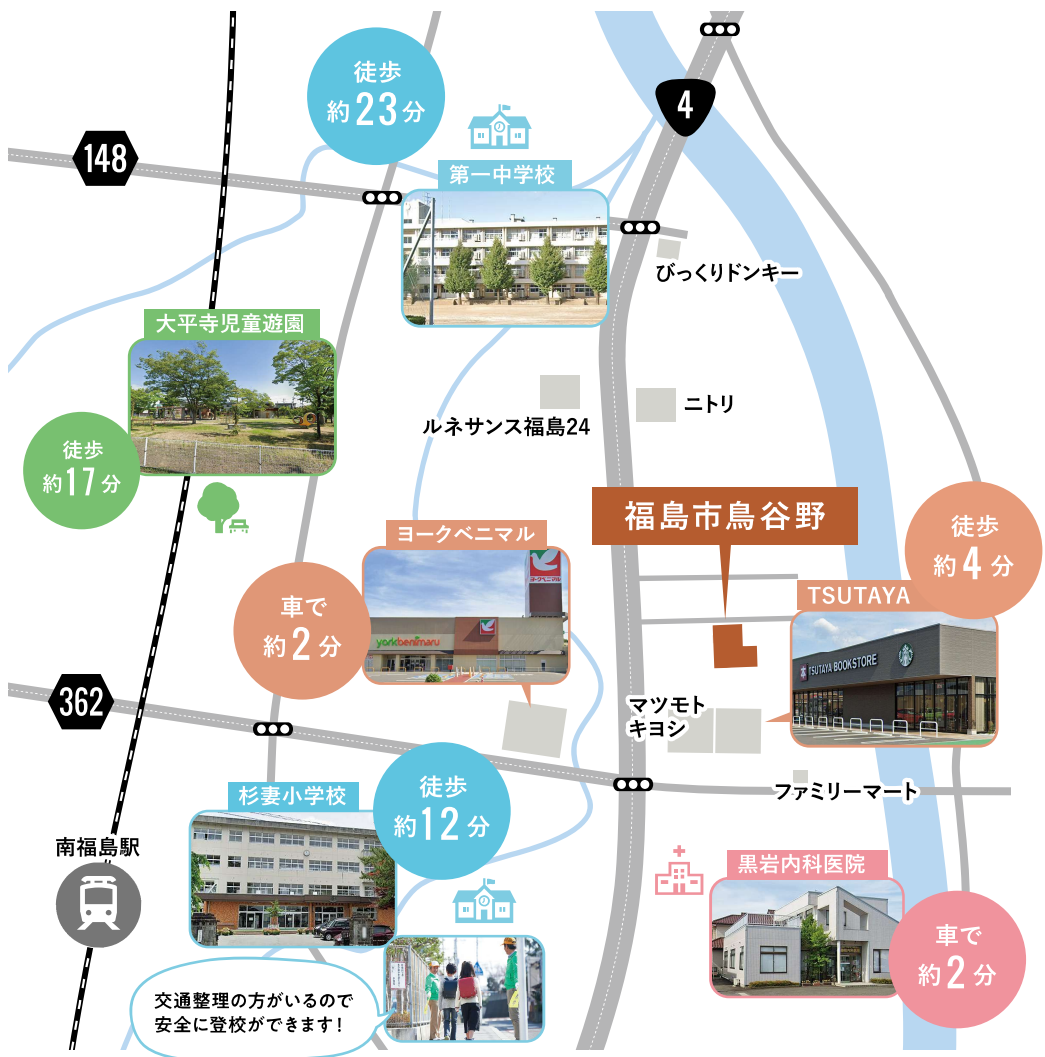 徒歩
約23分
4
148
第一中学校
びっくりドンキー
大平寺児童遊園
ニトリ
ルネサンス福島24
徒歩
約17分
福島市鳥谷野
徒歩
約4分
ヨークベニマル
ヨークベニマル
yorkbenimaru
車で
約2分
TSUTAYA
TSUTAYA BOOKSTORE
362
マツモト
キヨシ
杉妻小学校
徒歩
約12分
ファミリーマート
南福島駅
黒岩内科医院
車で
約2分
交通整理の方がいるので
安全に登校ができます!